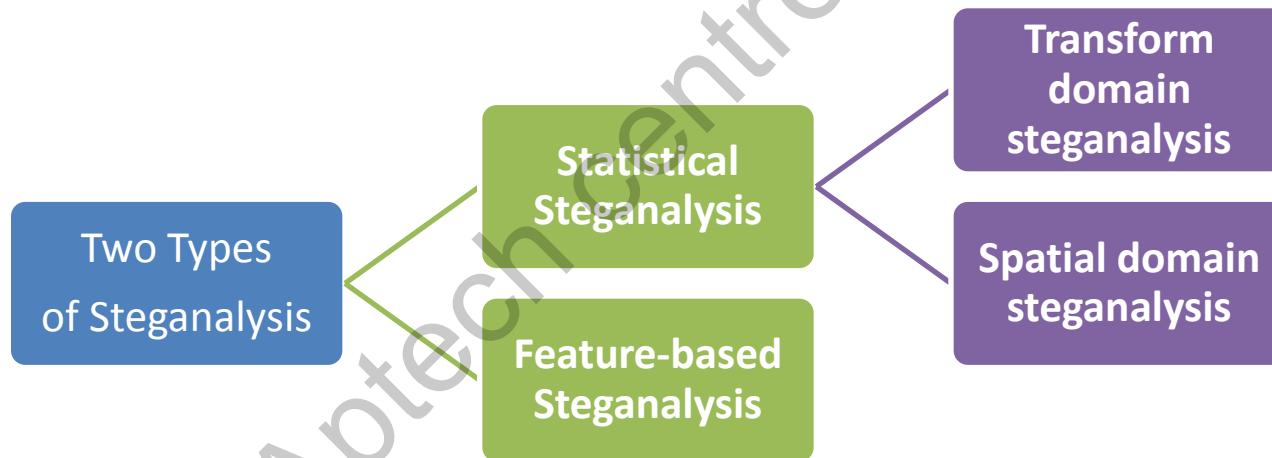 Two Types
of Steganalysis
Statistical
Steganalysis
Feature-based
Steganalysis
Transform
domain
steganalysis
Spatial domain
steganalysis
Aptech centre